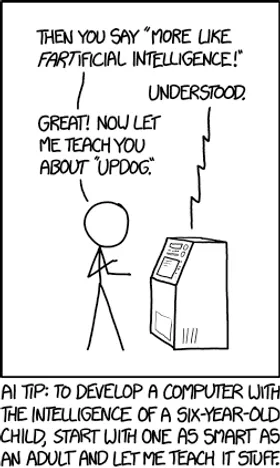 THEN YOU SAY "MORE LIKE
FARTIFICIAL INTELLIGENCE!"
UNDERSTOOD.
GREAT! NOW LET
ME TEACH YOU
ABOUT "UPDOG."
AI TIP: TO DEVELOP A COMPUTER WITH
THE INTELLIGENCE OF A SIX-YEAR-OLD
CHILD, START WITH ONE AS SMART AS
AN ADULT AND LET ME TEACH IT STUFF.